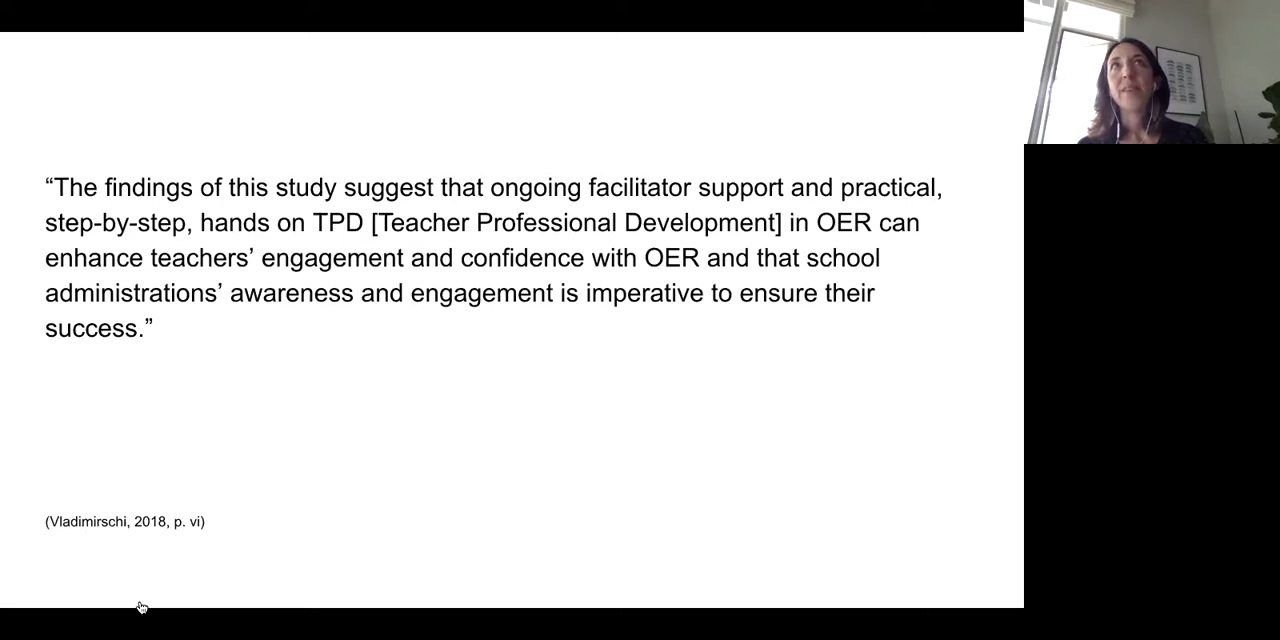 “The findings of this study suggest that ongoing facilitator support and practical,
step-by-step, hands on TPD [Teacher Professional Development] in OER can
enhance teachers’ engagement and confidence with OER and that school
administrations’ awareness and engagement is imperative to ensure their
success.”
(Vladimirschi, 2018, p. vi)